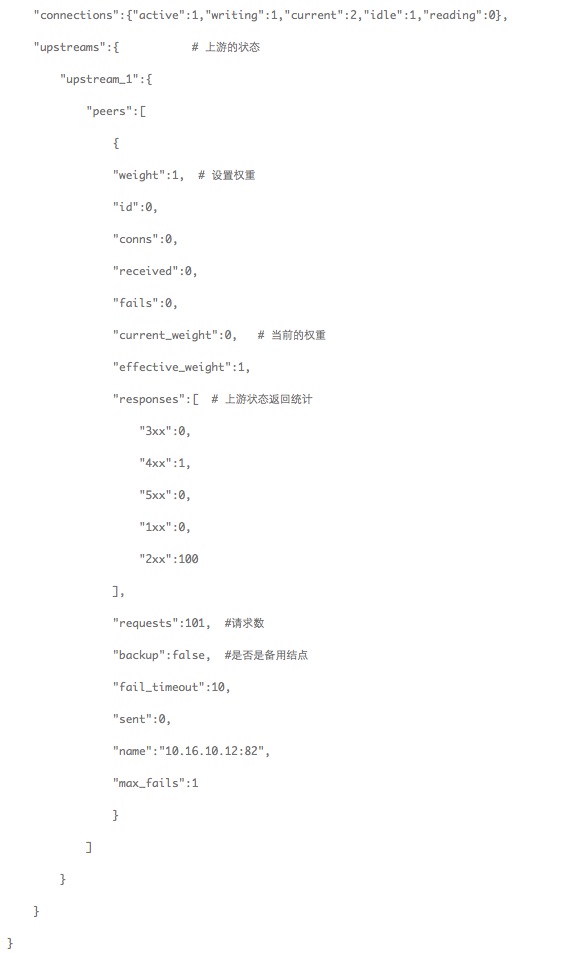 "connections":{"active":1,"writing":1,"current":2,"idle":1,"reading":0},
"upstreams":{ # 上游的状态
"upstream_1":{
"peers":[
{
"weight":1, # 设置权重
"id":0,
"conns":0,
"received":0,
"fails":0,
"current_weight":0, # 当前的权重
"effective_weight":1,
"responses":[ # 上游状态返回统计
"3xx":0,
"4xx":1,
"5xx":0,
"1xx":0,
"2xx":100
],
"requests":101, #请求数
"backup":false, #是否是备用结点
"fail_timeout":10,
"sent":0,
"name":"10.16.10.12:82",
"max_fails":1
}
]
}
}
}